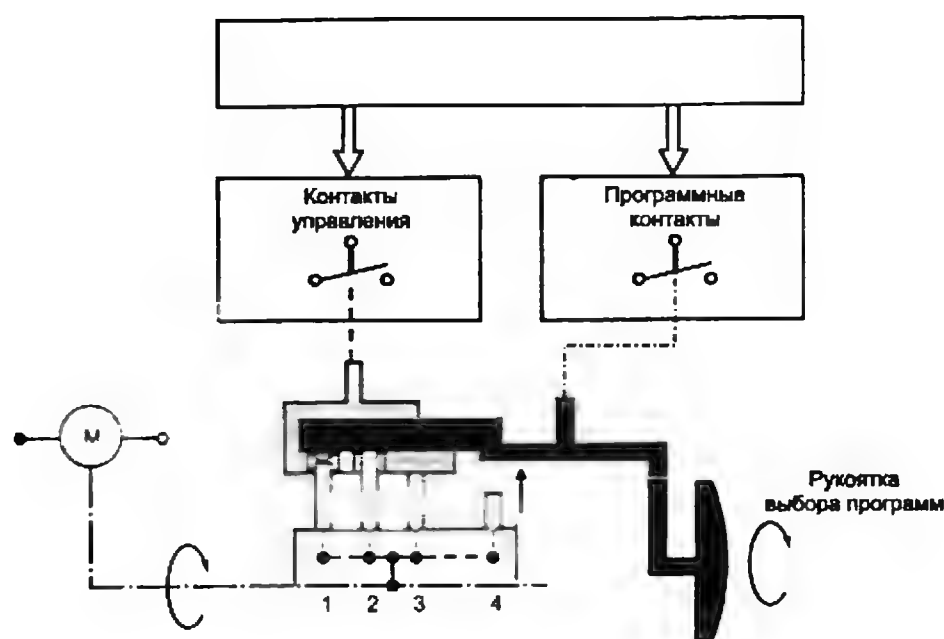 Контакты
управления
Программные
контакты
М
Рукоятка
выбора программ
1 2 3 4